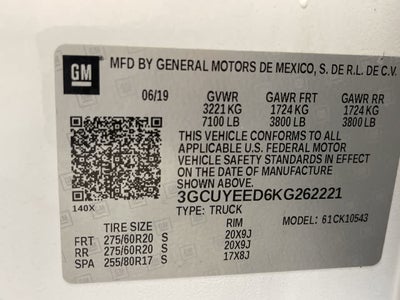 GM
MFD BY GENERAL MOTORS DE MEXICO, S. DE R.L. DE C.V.
06/19 GVWR GAWR FRT GAWR RR
3221 KG 1724 KG 1724 KG
7100 LB 3800 LB 3800 LB
THIS VEHICLE CONFORMS TO ALL
APPLICABLE U.S. FEDERAL MOTOR
VEHICLE SAFETY STANDARDS IN EFFECT
ON THE DATE OF MANUFACTURE
SHOWN ABOVE.
3GCUYEED6KG262221
140X TYPE: TRUCK
MODEL: 61CK10543
TIRE SIZE RIM
FRT 275/60R20 S 20X9J
RR 275/60R20 S 20X9J
SPA 255/80R17 S 17X8J